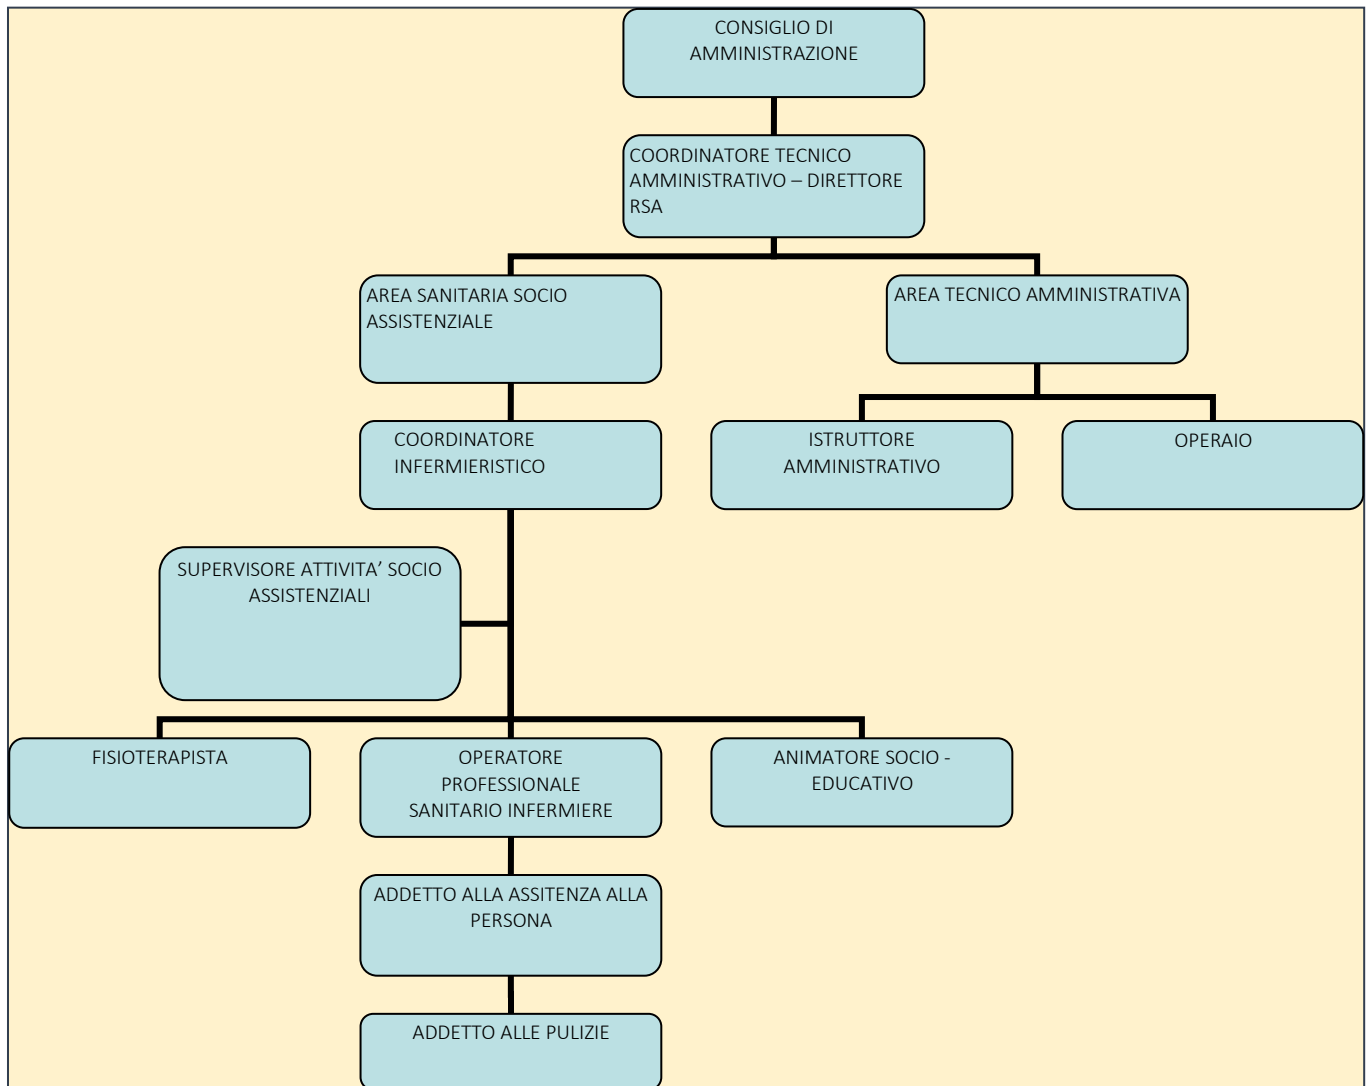 CONSIGLIO DI
AMMINISTRAZIONE
COORDINATORE TECNICO
AMMINISTRATIVO – DIRETTORE
RSA
AREA SANITARIA SOCIO
ASSISTENZIALE
AREA TECNICO AMMINISTRATIVA
COORDINATORE
INFERMIERISTICO
ISTRUTTORE
AMMINISTRATIVO
OPERAIO
SUPERVISORE ATTIVITA’ SOCIO
ASSISTENZIALI
FISIOTERAPISTA
OPERATORE
PROFESSIONALE
SANITARIO INFERMIERE
ANIMATORE SOCIO -
EDUCATIVO
ADDETTO ALLA ASSITENZA ALLA
PERSONA
ADDETTO ALLE PULIZIE